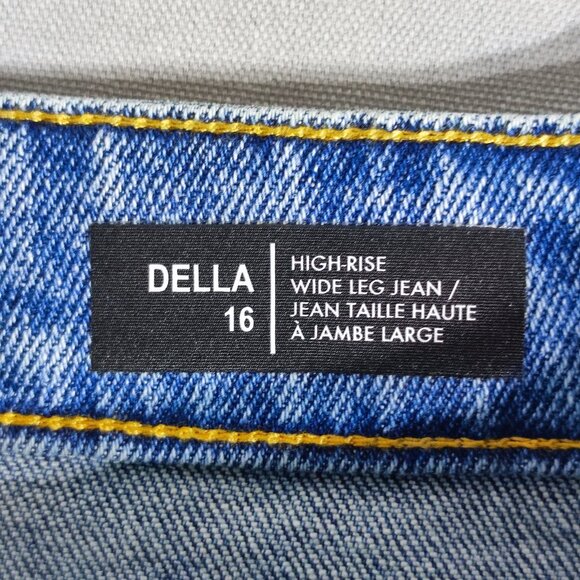 DELLA
16
HIGH-RISE
WIDE LEG JEAN /
JEAN TAILLE HAUTE
À JAMBE LARGE